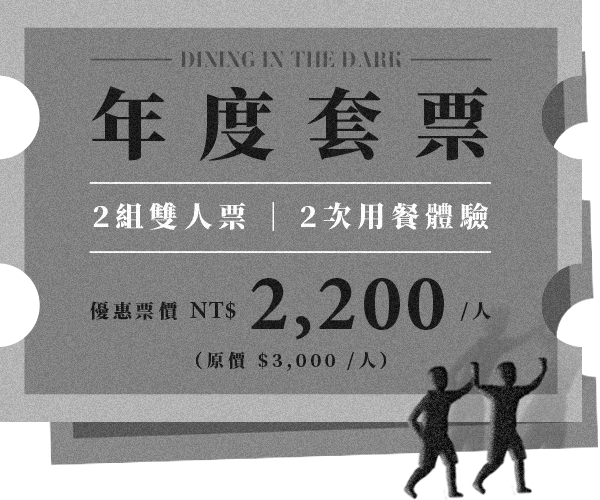 DINING IN THE DARK
年度套票
2組雙人票｜2次用餐體驗
優惠票價 NT$ 2,200 /人
（原價 $3,000 /人）